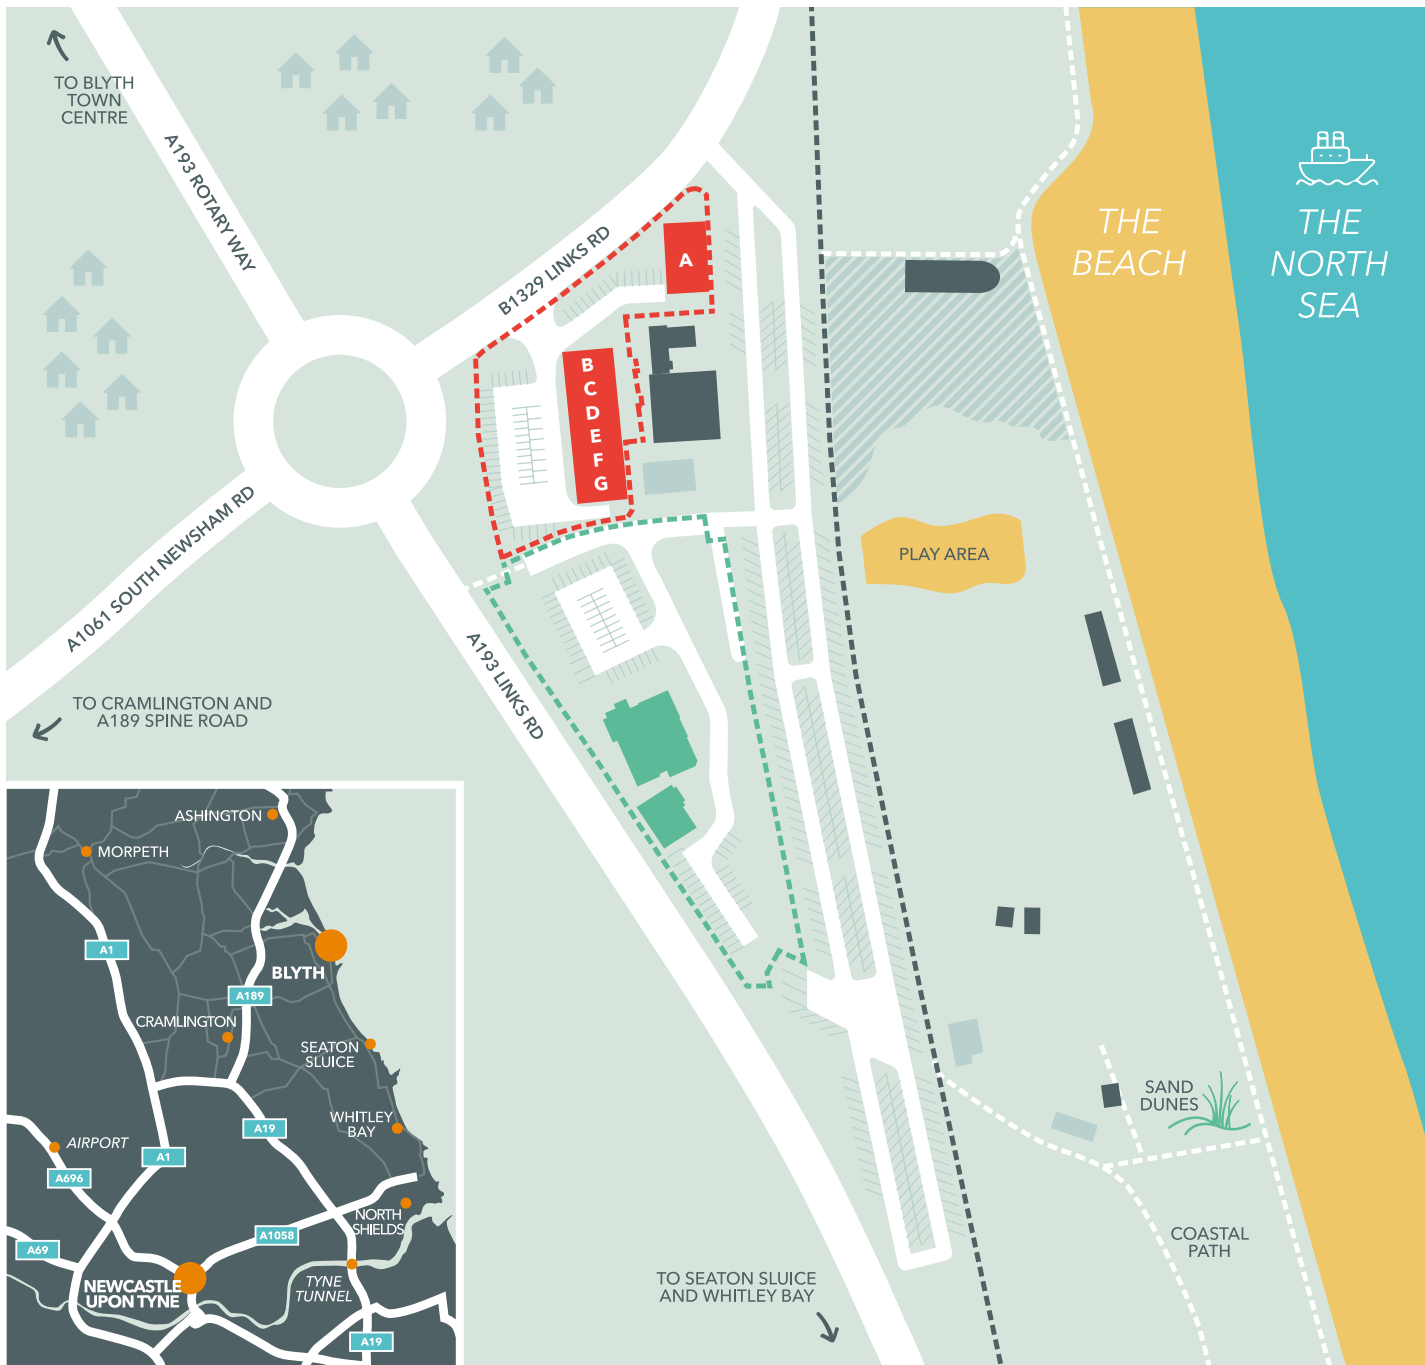 TO BLYTH
TOWN
CENTRE
A193 ROTARY WAY
B1329 LINKS RD
A
B
C
D
E
F
G
THE
BEACH
THE
NORTH
SEA
PLAY AREA
A1061 SOUTH NEWSHAM RD
A193 LINKS RD
TO CRAMLINGTON AND
A189 SPINE ROAD
SAND
DUNES
COASTAL
PATH
TO SEATON SLUICE
AND WHITLEY BAY
ASHINGTON
MORPETH
A1
BLYTH
A189
CRAMLINGTON
SEATON
SLUICE
WHITLEY
BAY
A19
AIRPORT
A1
A696
NORTH
SHIELDS
A1058
A69
NEWCASTLE
UPON TYNE
TYNE
TUNNEL
A19